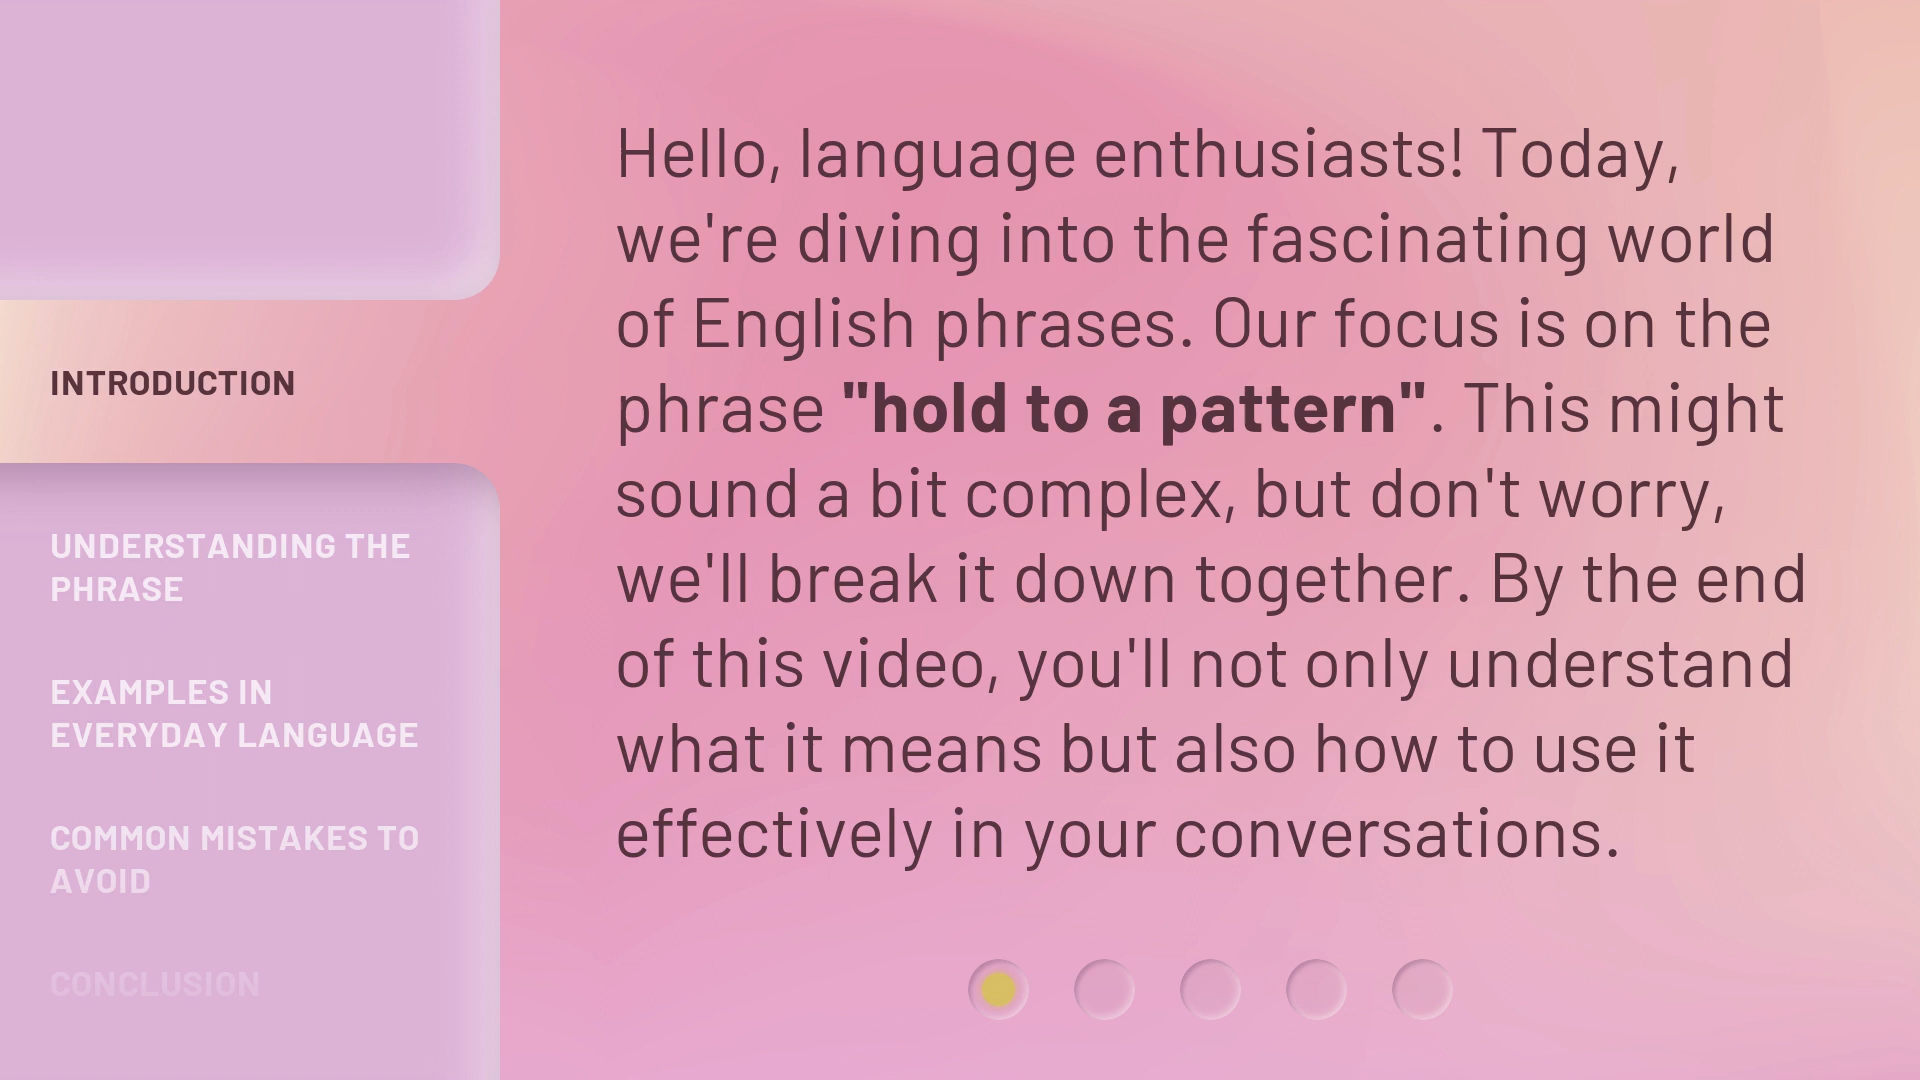 INTRODUCTION
UNDERSTANDING THE
PHRASE
EXAMPLES IN
EVERYDAY LANGUAGE
COMMON MISTAKES TO
AVOID
CONCLUSION
Hello, language enthusiasts! Today,
we're diving into the fascinating world
of English phrases. Our focus is on the
phrase "hold to a pattern". This might
sound a bit complex, but don't worry,
we'll break it down together. By the end
of this video, you'll not only understand
what it means but also how to use it
effectively in your conversations.